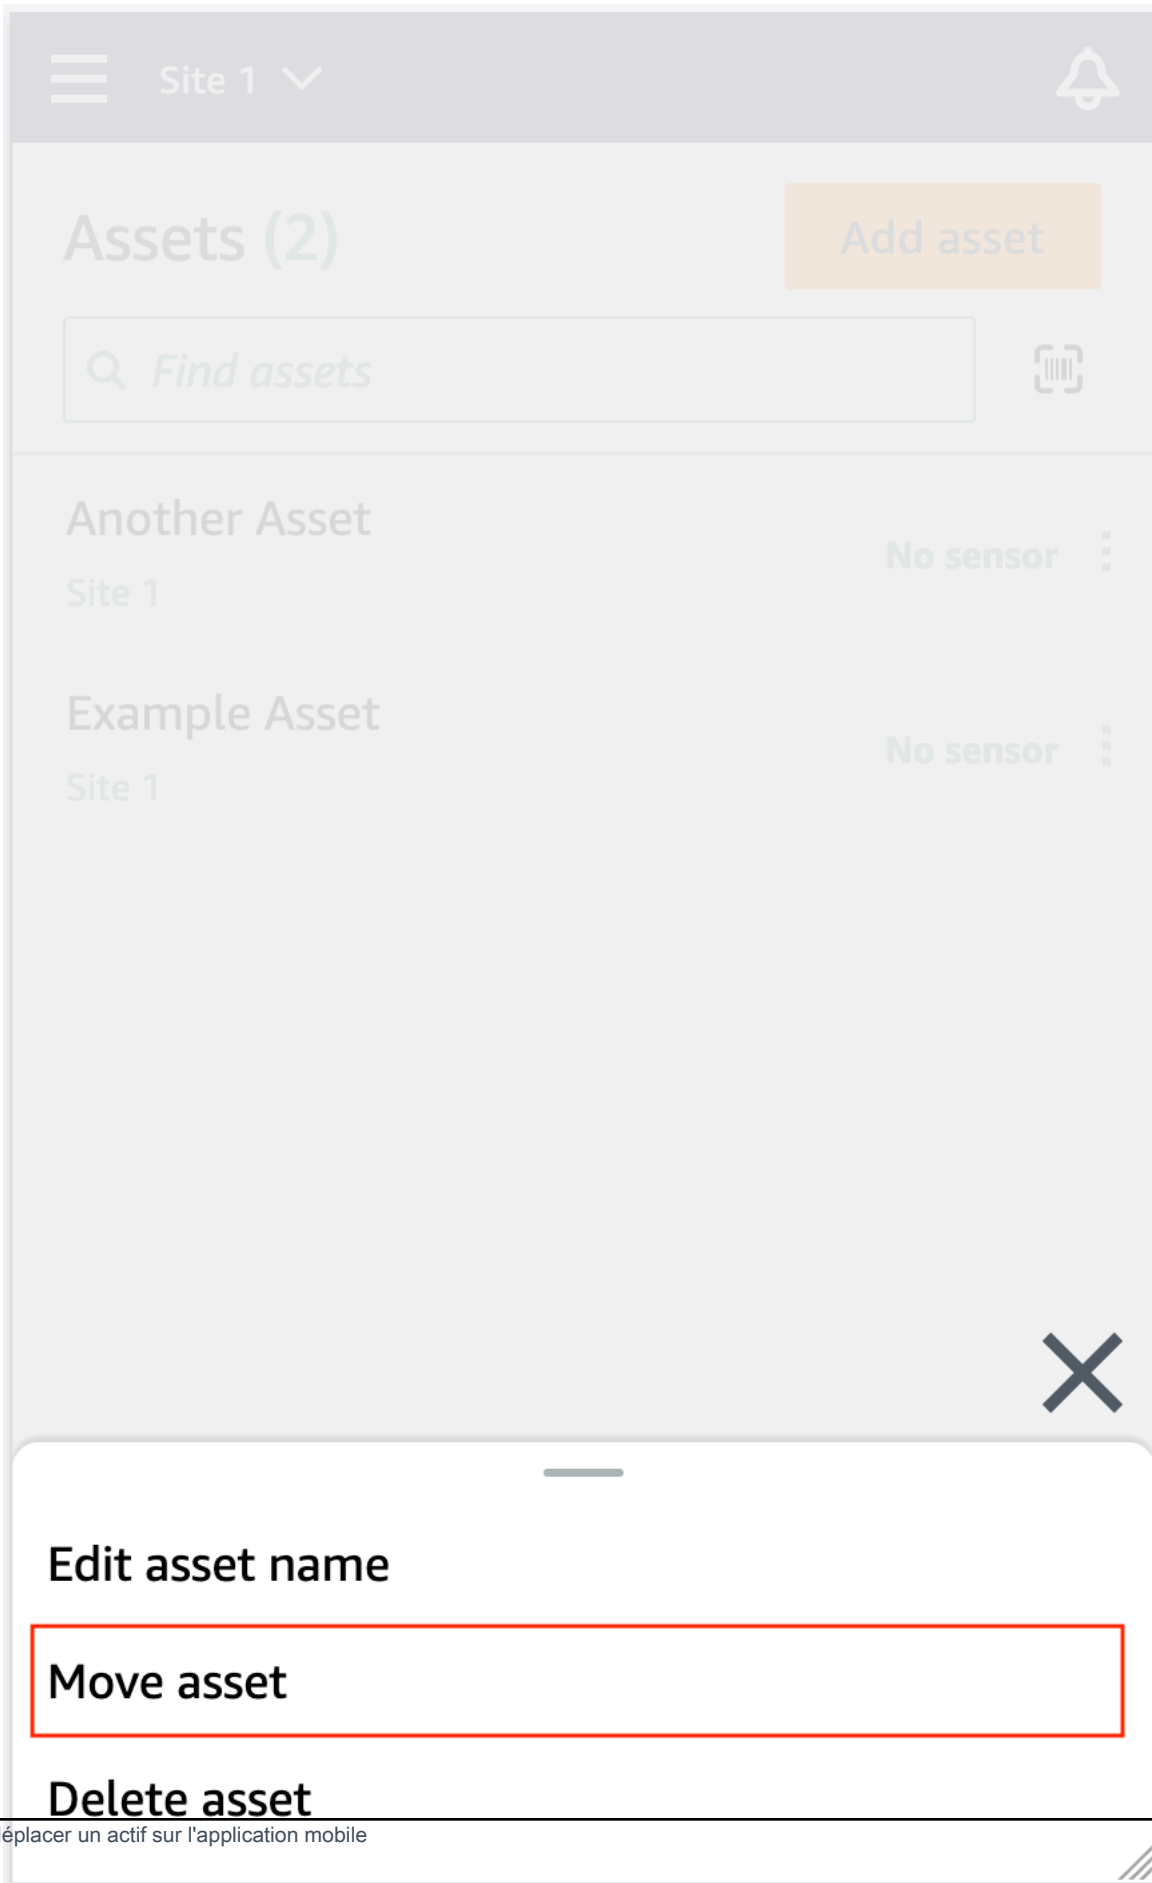 Site 1
Assets (2)
Add asset
Find assets
Another Asset
No sensor
Site 1
Example Asset
No sensor
Site 1
Edit asset name
Move asset
Delete asset
éplacer un actif sur l'application mobile